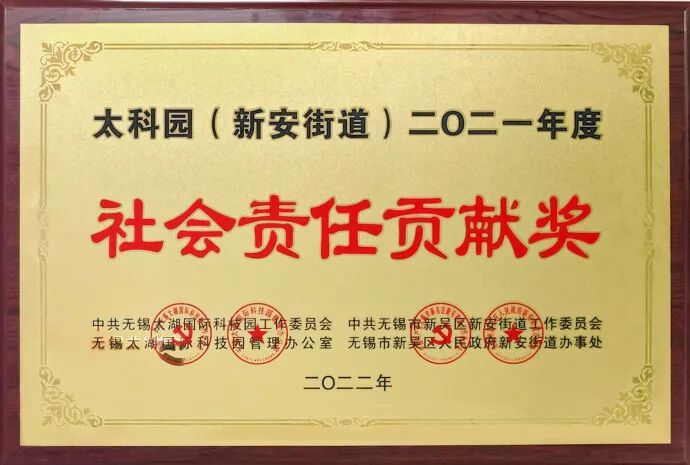 太科园（新安街道）二〇二一年度
社会责任贡献奖
中共无锡太湖国际科技园工作委员会 中共无锡市新吴区新安街道工作委员会
无锡太湖国际科技园管理办公室 无锡市新吴区人民政府新安街道办事处
二〇二二年